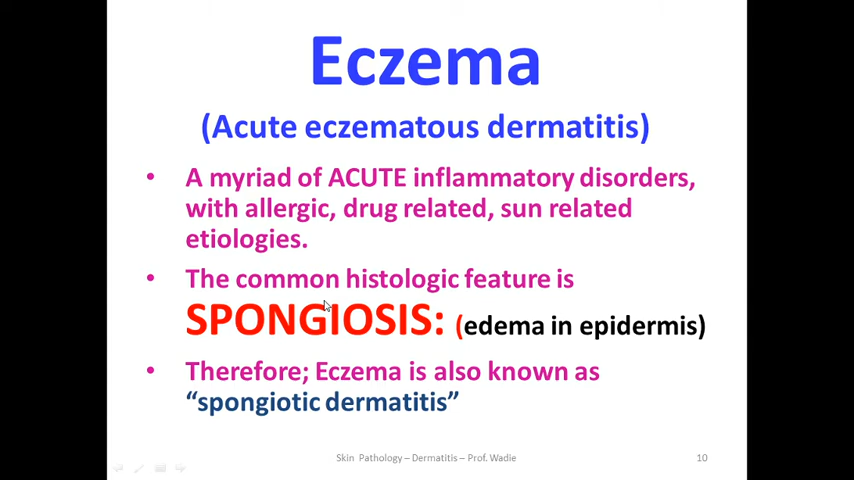 Eczema
(Acute eczematous dermatitis)
• A myriad of ACUTE inflammatory disorders,
with allergic, drug related, sun related
etiologies.
• The common histologic feature is
SPONGIOSIS: (edema in epidermis)
• Therefore; Eczema is also known as
“spongiotic dermatitis”
Skin Pathology – Dermatitis – Prof. Wadie 10